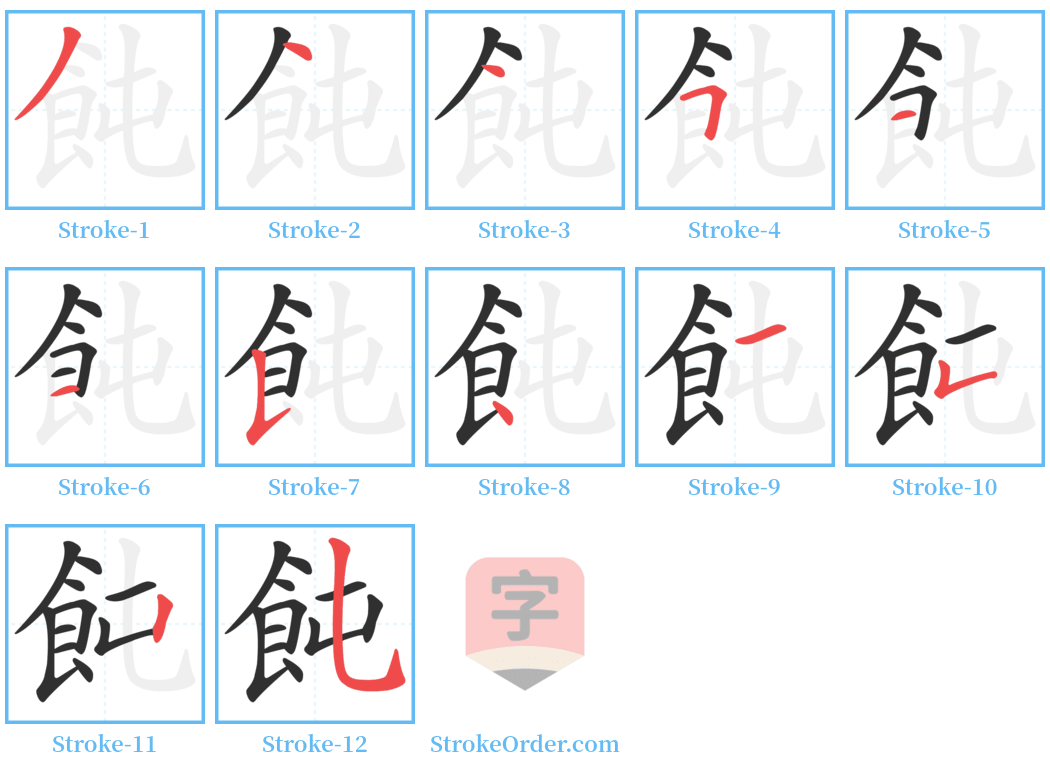 飩 飩 飩 飩 飩
Stroke-1 Stroke-2 Stroke-3 Stroke-4 Stroke-5
飩 飩 飩 飩 飩
Stroke-6 Stroke-7 Stroke-8 Stroke-9 Stroke-10
飩 飩 字
Stroke-11 Stroke-12 StrokeOrder.com